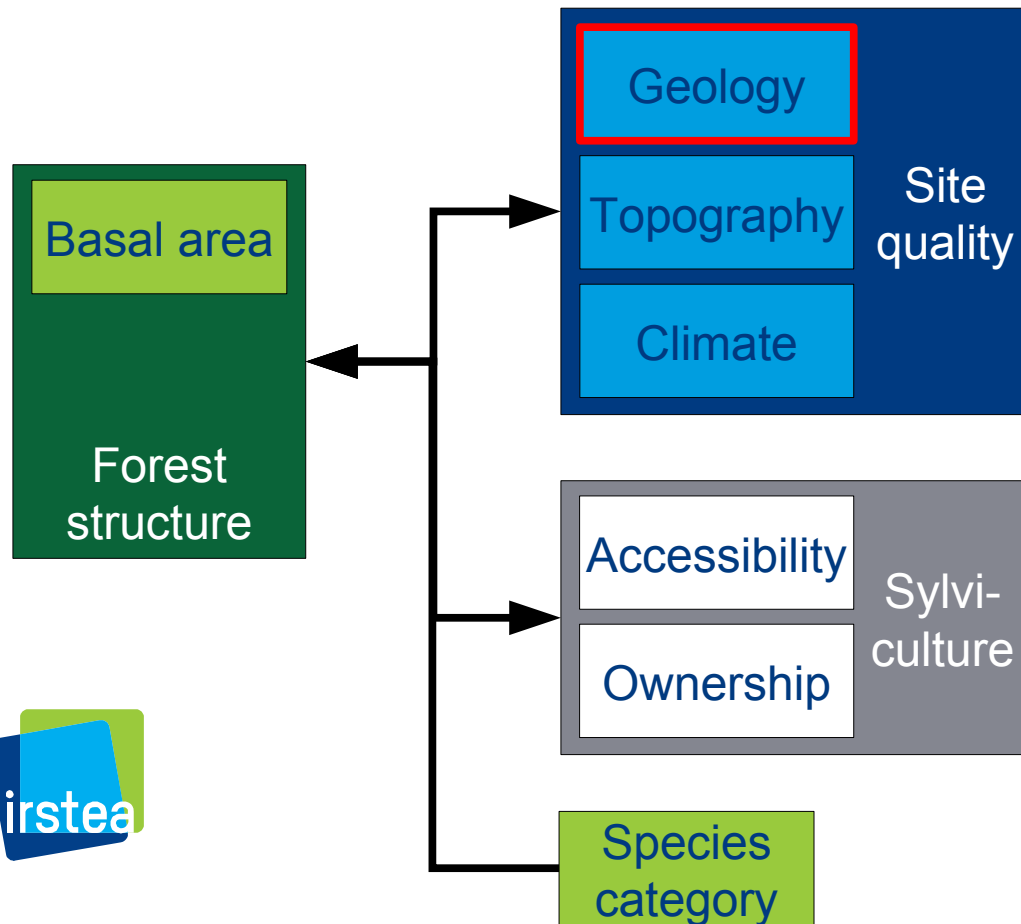 Geology
Topography
Climate
Site
quality
Basal area
Forest
structure
Accessibility
Ownership
Sylvi-
culture
irstea
Species
category